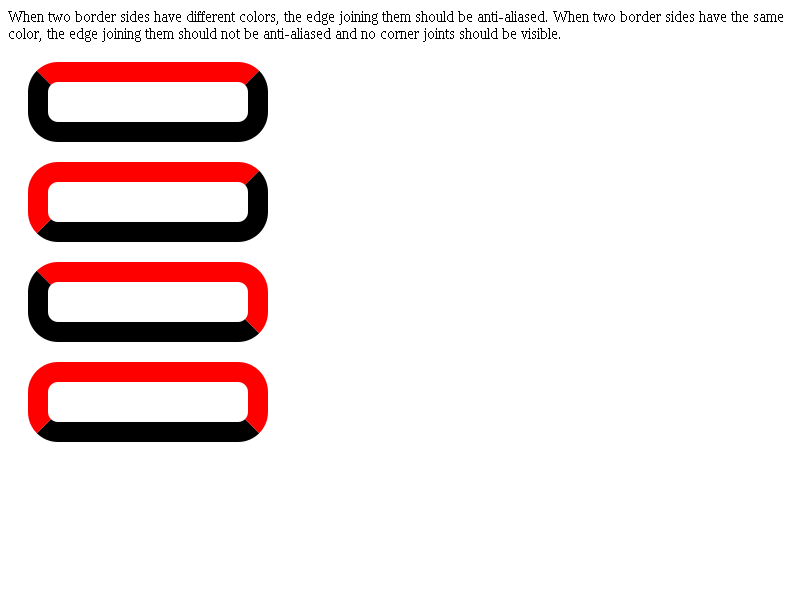 When two border sides have different colors, the edge joining them should be anti-aliased. When two border sides have the same
color, the edge joining them should not be anti-aliased and no corner joints should be visible.